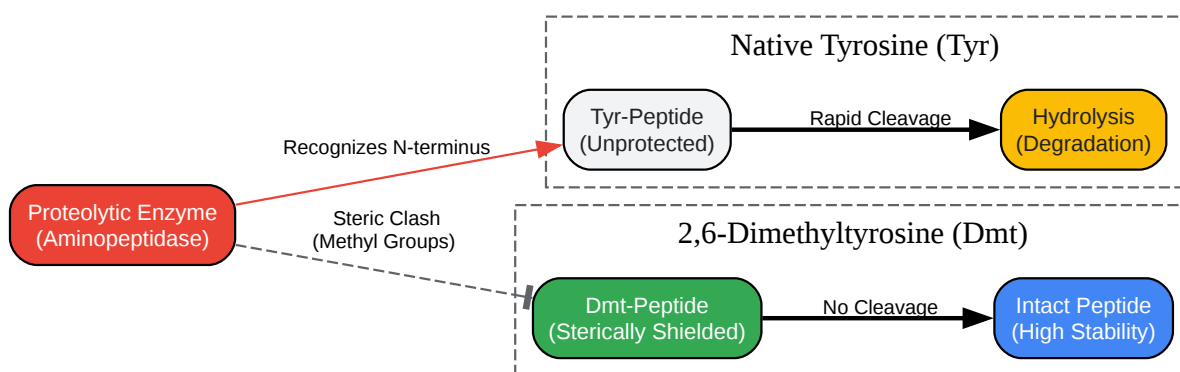 Native Tyrosine (Tyr)
Tyr-Peptide
(Unprotected)
Rapid Cleavage
Hydrolysis
(Degradation)
Recognizes N-terminus
Proteolytic Enzyme
(Aminopeptidase)
Steric Clash
(Methyl Groups)
2,6-Dimethyltyrosine (Dmt)
Dmt-Peptide
(Sterically Shielded)
No Cleavage
Intact Peptide
(High Stability)